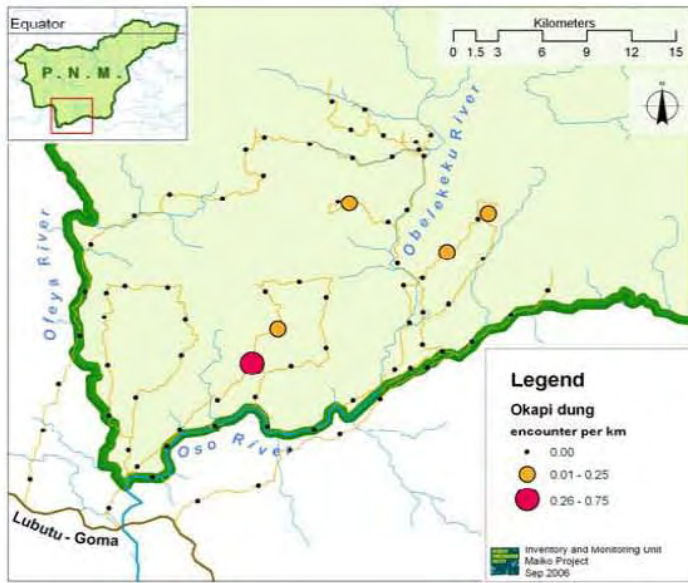 Equator
P. N. M.
Kilometers
0 1.5 3 6 9 12 15
N
Obelekeku River
Ofeya River
Oso River
Lubutu - Goma
Legend
Okapi dung
encounter per km
0.00
0.01 - 0.25
0.26 - 0.75
Inventory and Monitoring Unit
Maiko Project
Sep 2006